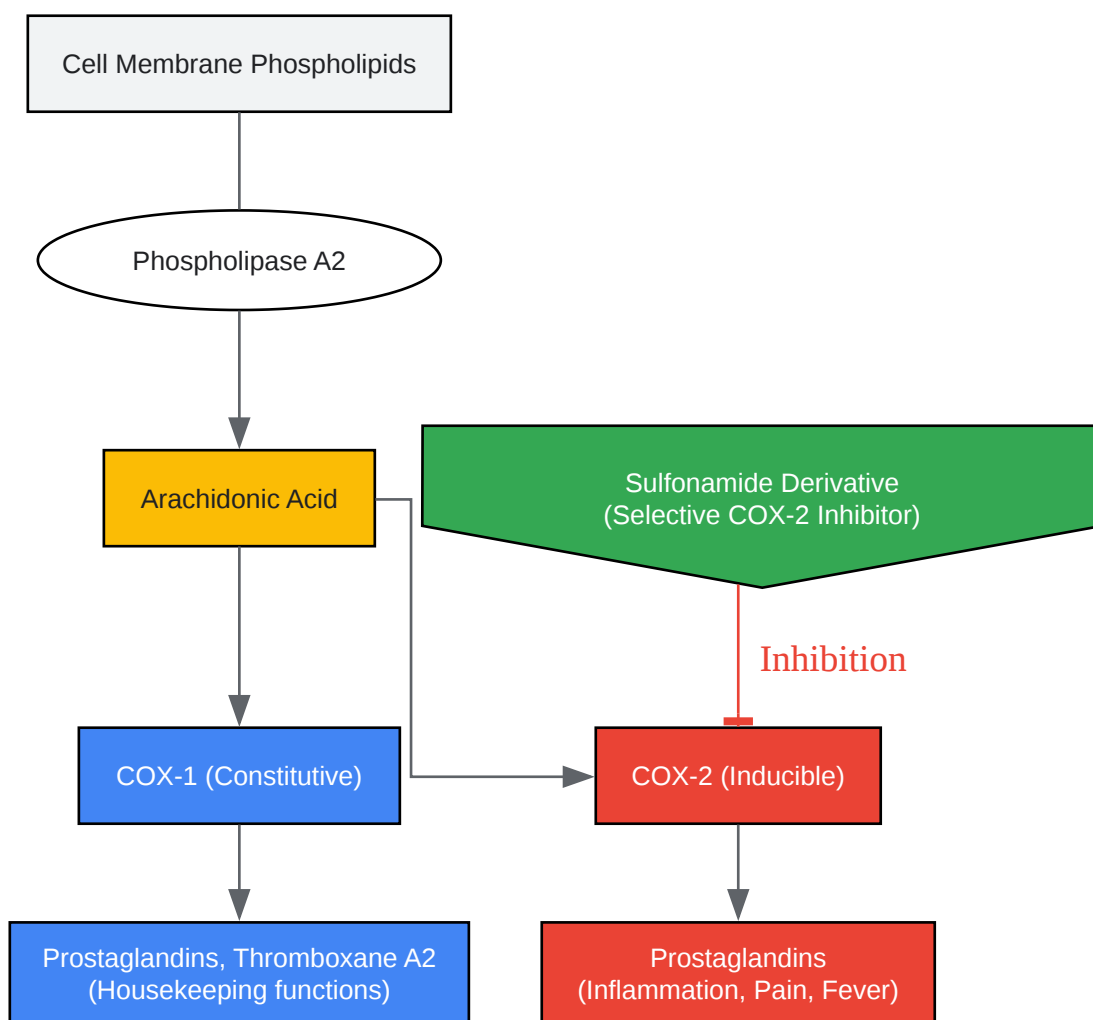 Cell Membrane Phospholipids
Phospholipase A2
Arachidonic Acid
Sulfonamide Derivative
(Selective COX-2 Inhibitor)
Inhibition
COX-1 (Constitutive)
COX-2 (Inducible)
Prostaglandins, Thromboxane A2
(Housekeeping functions)
Prostaglandins
(Inflammation, Pain, Fever)